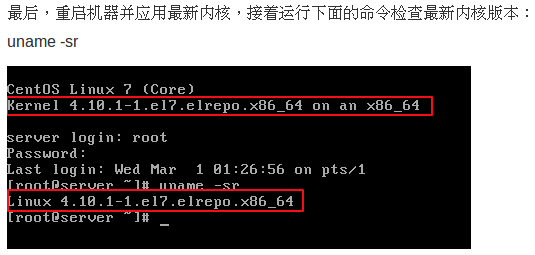 最后，重启机器并应用最新内核，接着运行下面的命令检查最新内核版本：
uname -sr
CentOS Linux 7 (Core)
Kernel 4.10.1-1.el7.elrepo.x86_64 on an x86_64
server login: root
Password:
Last login: Wed Mar  1 01:26:56 on pts/1
[root@server ~]# uname -sr
Linux 4.10.1-1.el7.elrepo.x86_64
[root@server ~]# _